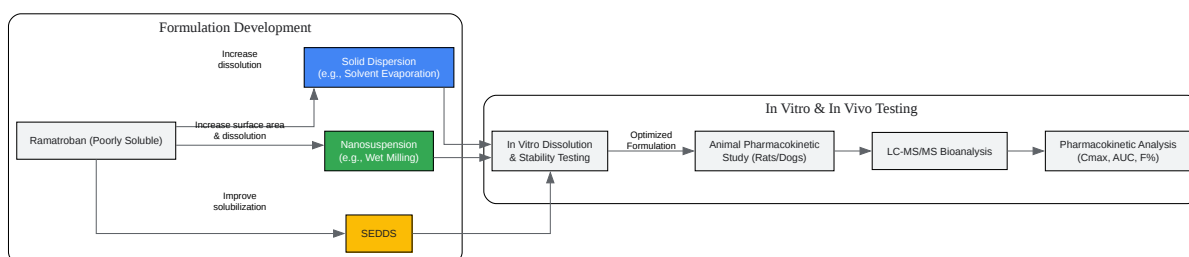 Formulation Development
Increase
dissolution
Solid Dispersion
(e.g., Solvent Evaporation)
Ramatroban (Poorly Soluble)
Increase surface area
& dissolution
Nanosuspension
(e.g., Wet Milling)
Improve
solubilization
SEDDS
In Vitro & In Vivo Testing
In Vitro Dissolution
& Stability Testing
Optimized
Formulation
Animal Pharmacokinetic
Study (Rats/Dogs)
LC-MS/MS Bioanalysis
Pharmacokinetic Analysis
(Cmax, AUC, F%)